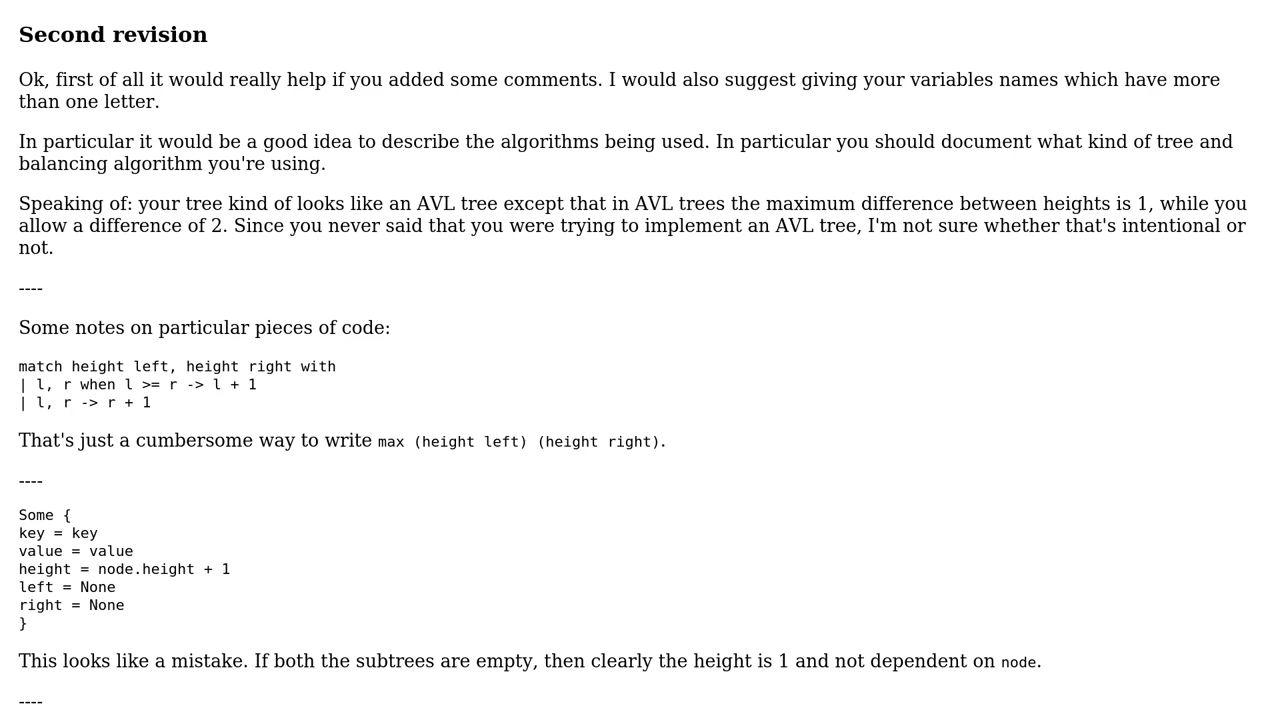 Second revision
Ok, first of all it would really help if you added some comments. I would also suggest giving your variables names which have more
than one letter.
In particular it would be a good idea to describe the algorithms being used. In particular you should document what kind of tree and
balancing algorithm you're using.
Speaking of: your tree kind of looks like an AVL tree except that in AVL trees the maximum difference between heights is 1, while you
allow a difference of 2. Since you never said that you were trying to implement an AVL tree, I'm not sure whether that's intentional or
not.
----
Some notes on particular pieces of code:
match height left, height right with
| l, r when l >= r -> l + 1
| l, r -> r + 1
That's just a cumbersome way to write max (height left) (height right).
----
Some {
key = key
value = value
height = node.height + 1
left = None
right = None
}
This looks like a mistake. If both the subtrees are empty, then clearly the height is 1 and not dependent on node.
----